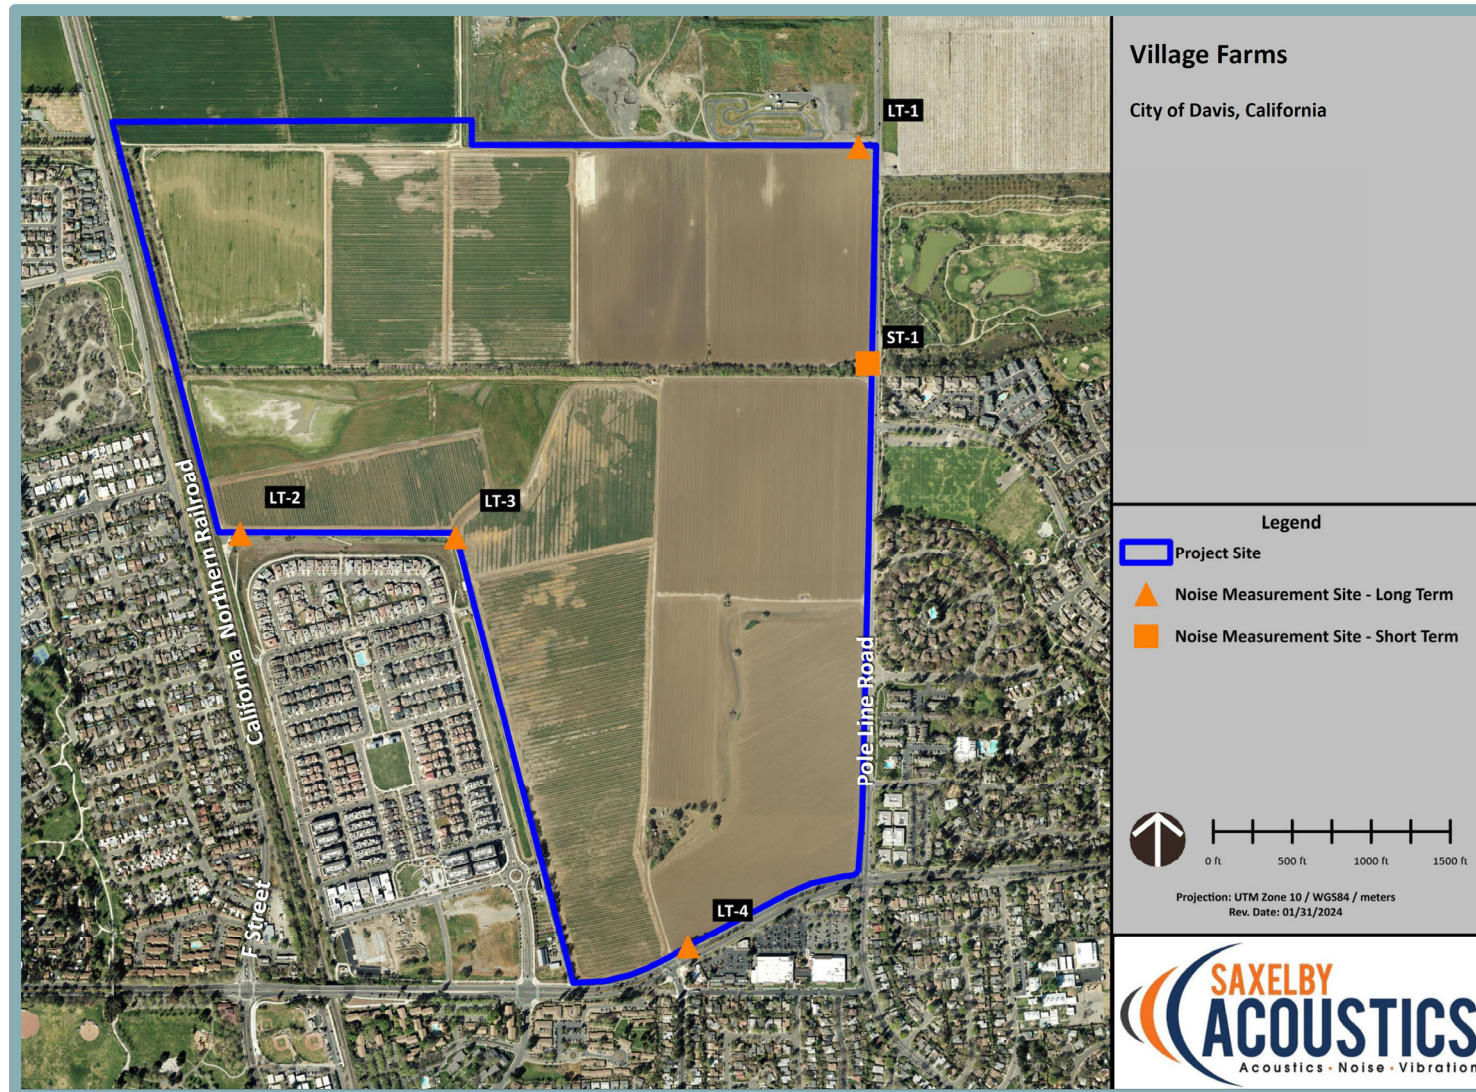 Village Farms
City of Davis, California
LT-1
ST-1
LT-2
LT-3
LT-4
California Northern Railroad
F Street
Pole Line Road
Legend
Project Site
Noise Measurement Site - Long Term
Noise Measurement Site - Short Term
0 ft 500 ft 1000 ft 1500 ft
Projection: UTM Zone 10 / WGS84 / meters
Rev. Date: 01/31/2024
SAXELBY
ACOUSTICS
Acoustics • Noise • Vibration